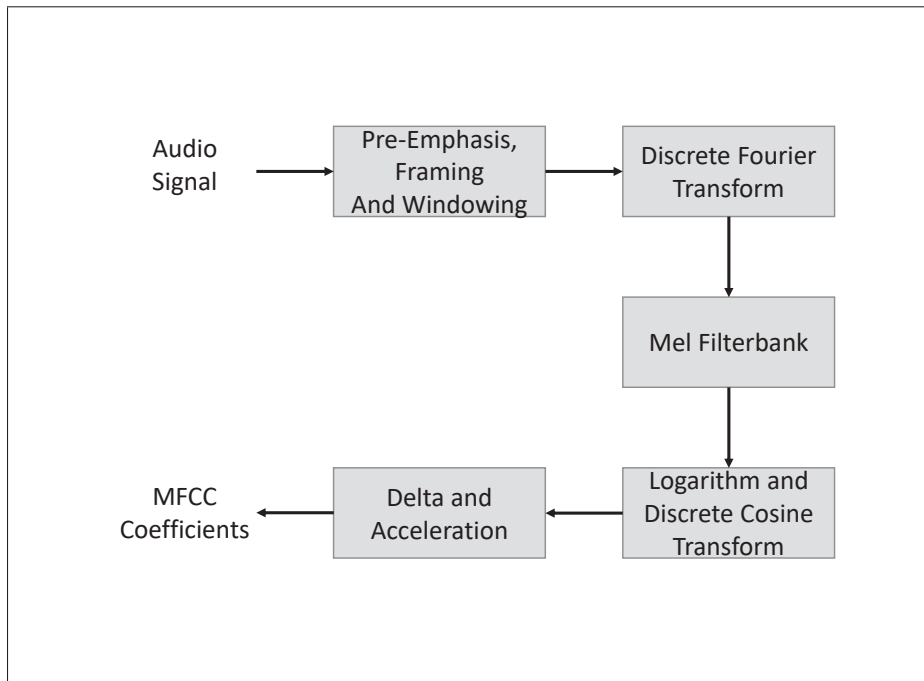 Audio
Signal
Pre-Emphasis,
Framing
And Windowing
Discrete Fourier
Transform
Mel Filterbank
Logarithm and
Discrete Cosine
Transform
Delta and
Acceleration
MFCC
Coefficients